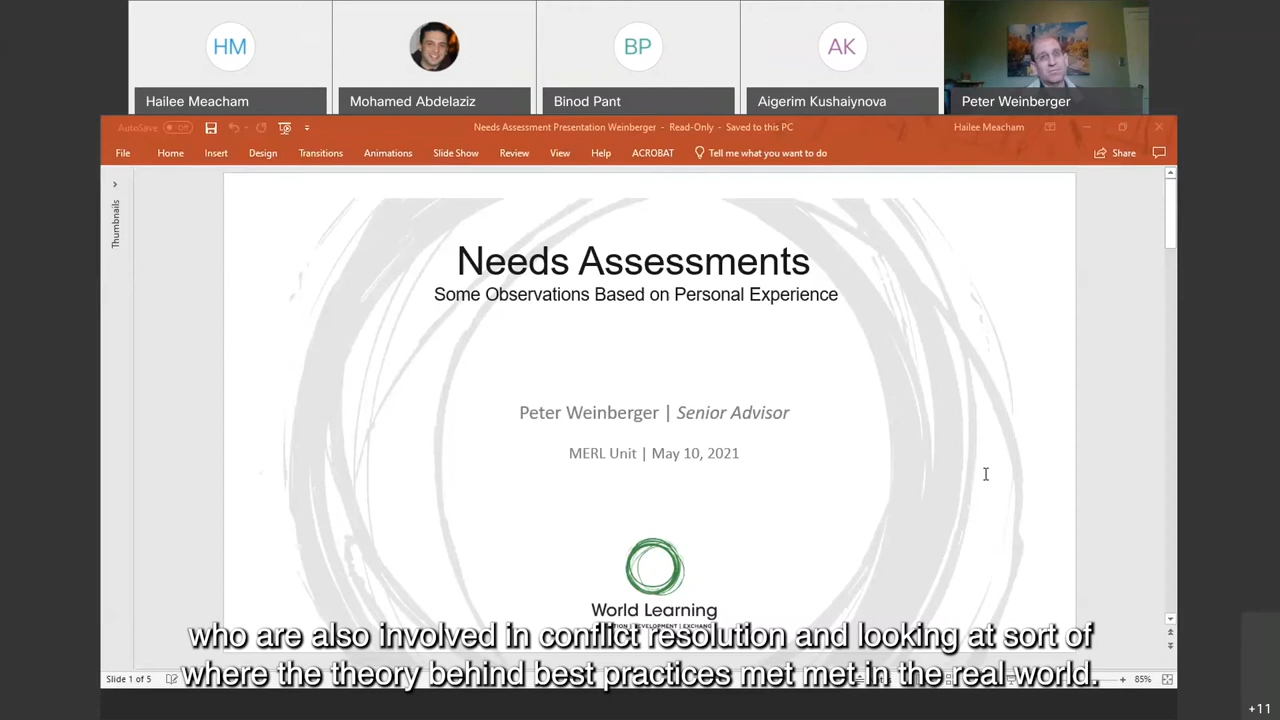 HM
BP
AK
Hailee Meacham
Mohamed Abdelaziz
Binod Pant
Aigerim Kushaiynova
Peter Weinberger
AutoSave
Off
Needs Assessment Presentation Weinberger - Read-Only - Saved to this PC
Hailee Meacham
File Home Insert Design Transitions Animations Slide Show Review View Help ACROBAT Tell me what you want to do Share
Thumbnails
Needs Assessments
Some Observations Based on Personal Experience
Peter Weinberger | Senior Advisor
MERL Unit | May 10, 2021
World Learning
who are also involved in conflict resolution and looking at sort of
where the theory behind best practices met met in the real world.
Slide 1 of 5
85%
+11